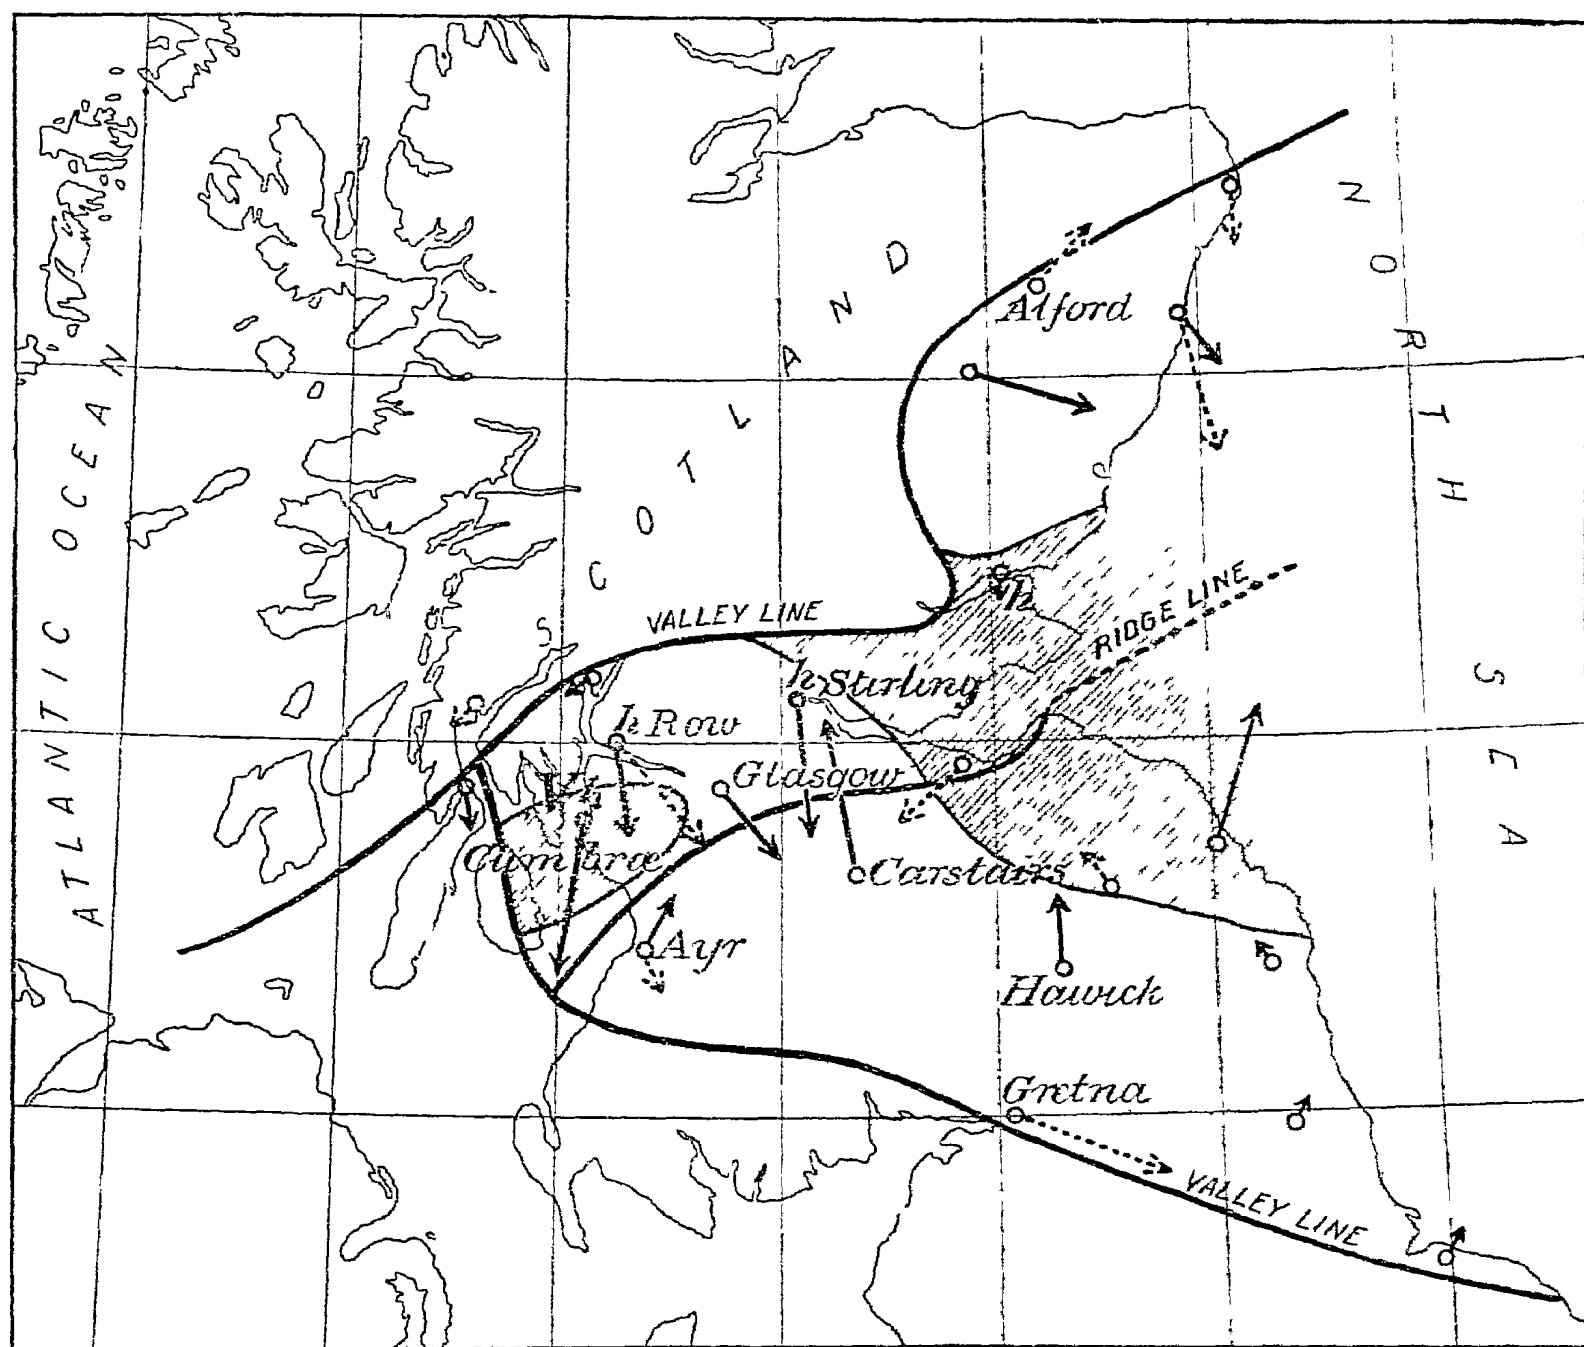 ATLANTIC OCEAN
SCOTLAND
NORTH SEA
Alford
VALLEY LINE
h
RIDGE LINE
h Stirling
h Row
Glasgow
Cumbrae
Carstairs
Ayr
Hawick
Gretna
VALLEY LINE